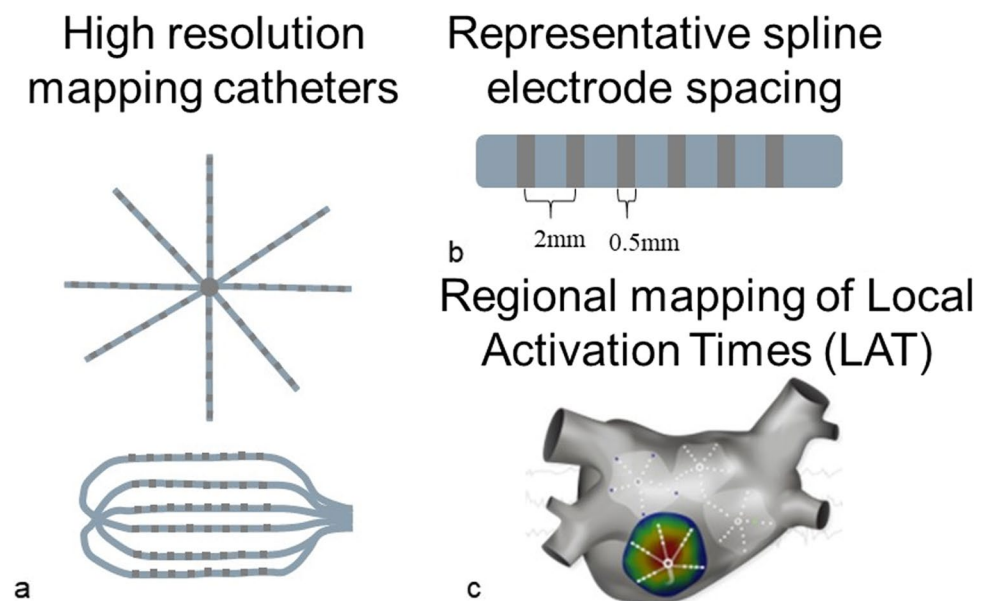 High resolution
mapping catheters
a
Representative spline
electrode spacing
2mm
0.5mm
b
Regional mapping of Local
Activation Times (LAT)
c